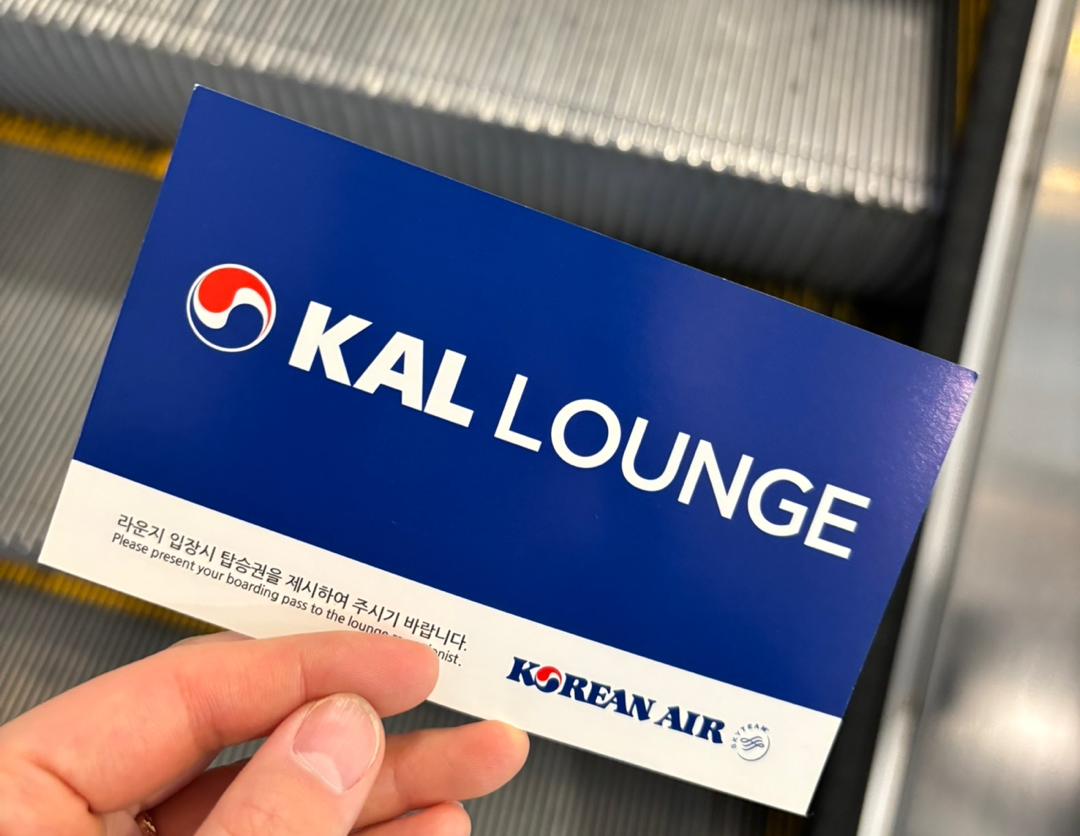 KAL LOUNGE
라운지 입장시 탑승권을 제시하여 주시기 바랍니다.
Please present your boarding pass to the lounge
KOREAN AIR
SKYTEAM